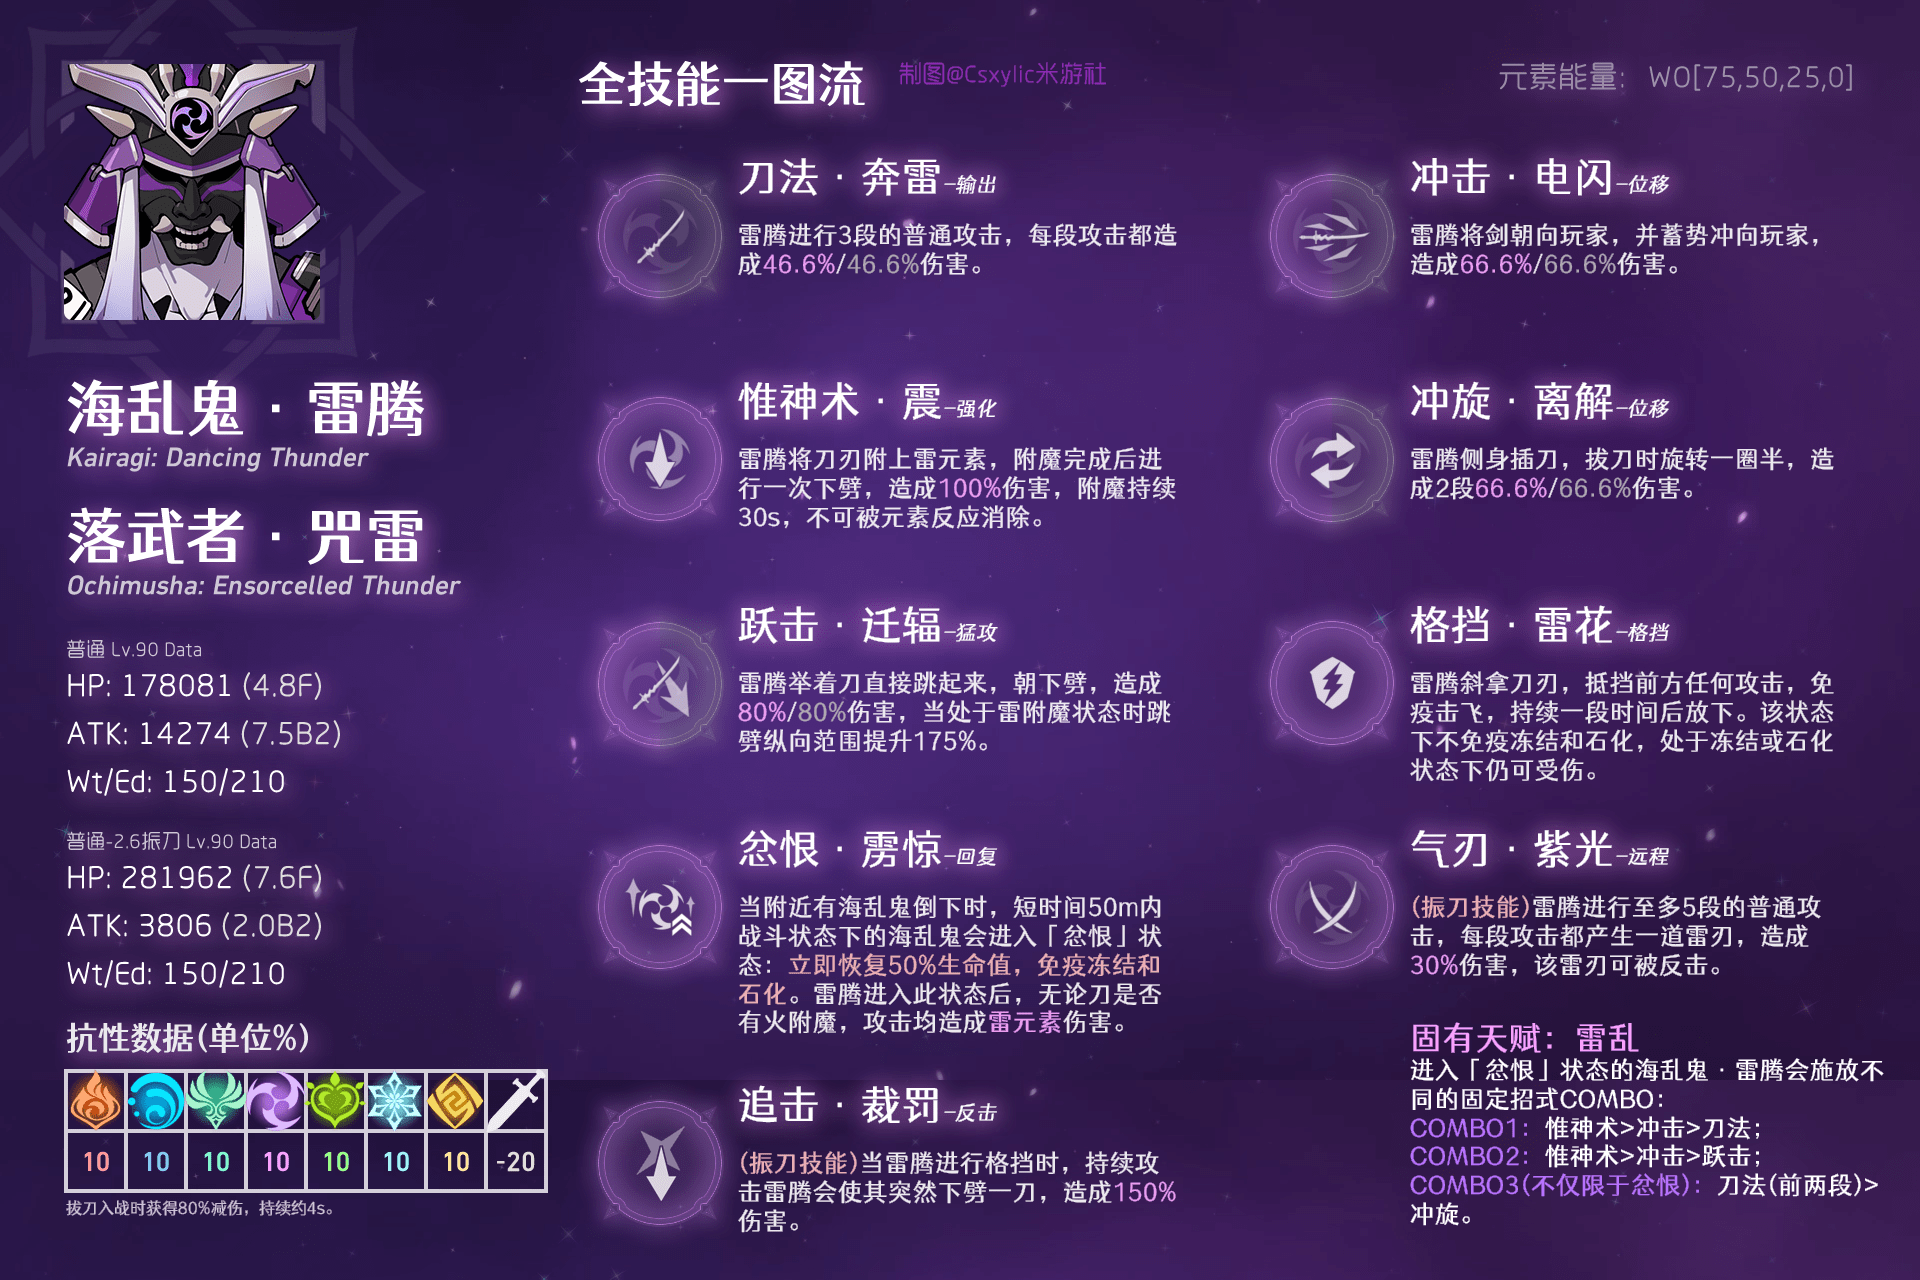 全技能一图流
制图@Csxylic米游社
元素能量： W0[75,50,25,0]
海乱鬼 · 雷腾
Kairagi: Dancing Thunder
落武者 · 咒雷
Ochimusha: Ensorcelled Thunder
普通 Lv.90 Data
HP: 178081 (4.8F)
ATK: 14274 (7.5B2)
Wt/Ed: 150/210
普通-2.6振刀 Lv.90 Data
HP: 281962 (7.6F)
ATK: 3806 (2.0B2)
Wt/Ed: 150/210
抗性数据(单位%)
10 10 10 10 10 10 10 -20
拔刀入战时获得80%减伤，持续约4s。
刀法 · 奔雷-输出
雷腾进行3段的普通攻击，每段攻击都造
成46.6%/46.6%伤害。
惟神术 · 震-强化
雷腾将刀刃附上雷元素，附魔完成后进
行一次下劈，造成100%伤害，附魔持续
30s，不可被元素反应消除。
跃击 · 迁辐-猛攻
雷腾举着刀直接跳起来，朝下劈，造成
80%/80%伤害，当处于雷附魔状态时跳
劈纵向范围提升175%。
忿恨 · 雳惊-回复
当附近有海乱鬼倒下时，短时间50m内
战斗状态下的海乱鬼会进入「忿恨」状
态：立即恢复50%生命值，免疫冻结和
石化。雷腾进入此状态后，无论刀是否
有火附魔，攻击均造成雷元素伤害。
追击 · 裁罚-反击
(振刀技能)当雷腾进行格挡时，持续攻
击雷腾会使其突然下劈一刀，造成150%
伤害。
冲击 · 电闪-位移
雷腾将剑朝向玩家，并蓄势冲向玩家，
造成66.6%/66.6%伤害。
冲旋 · 离解-位移
雷腾侧身插刀，拔刀时旋转一圈半，造
成2段66.6%/66.6%伤害。
格挡 · 雷花-格挡
雷腾斜拿刀刃，抵挡前方任何攻击，免
疫击飞，持续一段时间后放下。该状态
下不免疫冻结和石化，处于冻结或石化
状态下仍可受伤。
气刃 · 紫光-远程
(振刀技能)雷腾进行至多5段的普通攻
击，每段攻击都产生一道雷刃，造成
30%伤害，该雷刃可被反击。
固有天赋：雷乱
进入「忿恨」状态的海乱鬼 · 雷腾会施放不
同的固定招式COMBO：
COMBO1：惟神术>冲击>刀法；
COMBO2：惟神术>冲击>跃击；
COMBO3(不仅限于忿恨)：刀法(前两段)>
冲旋。